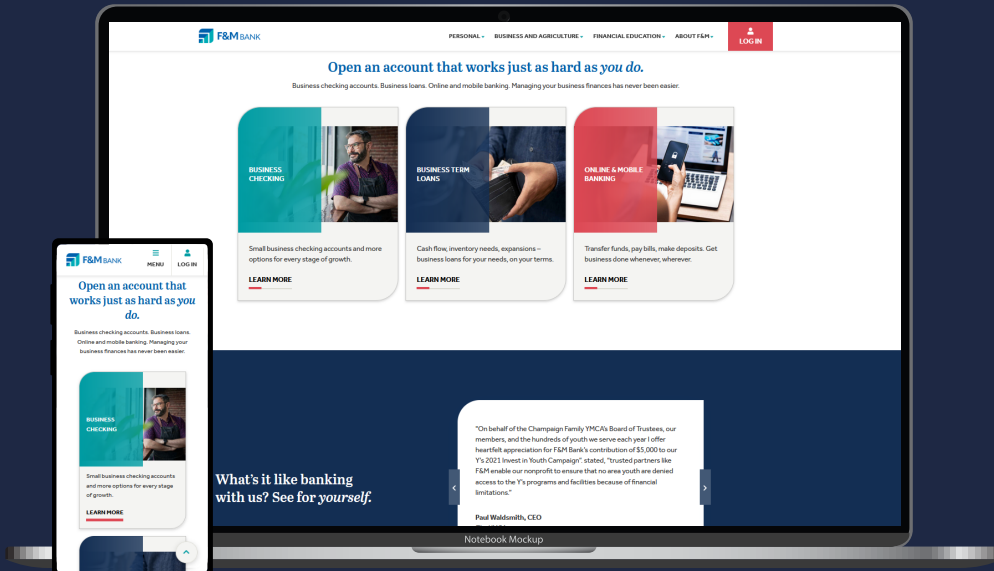 F&M BANK
PERSONAL
BUSINESS AND AGRICULTURE
FINANCIAL EDUCATION
ABOUT F&M
LOG IN
Open an account that works just as hard as you do.
Business checking accounts. Business loans. Online and mobile banking. Managing your business finances has never been easier.
BUSINESS
CHECKING
Small business checking accounts and more
options for every stage of growth.
LEARN MORE
BUSINESS TERM
LOANS
Cash flow, inventory needs, expansions –
business loans for your needs, on your terms.
LEARN MORE
ONLINE & MOBILE
BANKING
Transfer funds, pay bills, make deposits. Get
business done whenever, wherever.
LEARN MORE
What's it like banking
with us? See for yourself.
"On behalf of the Champaign Family YMCA's Board of Trustees, our
members, and the hundreds of youth we serve each year I offer
heartfelt appreciation for F&M Bank's contribution of $5,000 to our
Y's 2021 Invest in Youth Campaign". stated, "trusted partners like
F&M enable our nonprofit to ensure that no area youth are denied
access to the Y's programs and facilities because of financial
limitations."
Paul Waldsmith, CEO
Notebook Mockup
F&M BANK
MENU
LOG IN
Open an account that
works just as hard as you
do.
Business checking accounts. Business loans.
Online and mobile banking. Managing your
business finances has never been easier.
BUSINESS
CHECKING
Small business checking accounts
and more options for every stage
of growth.
LEARN MORE